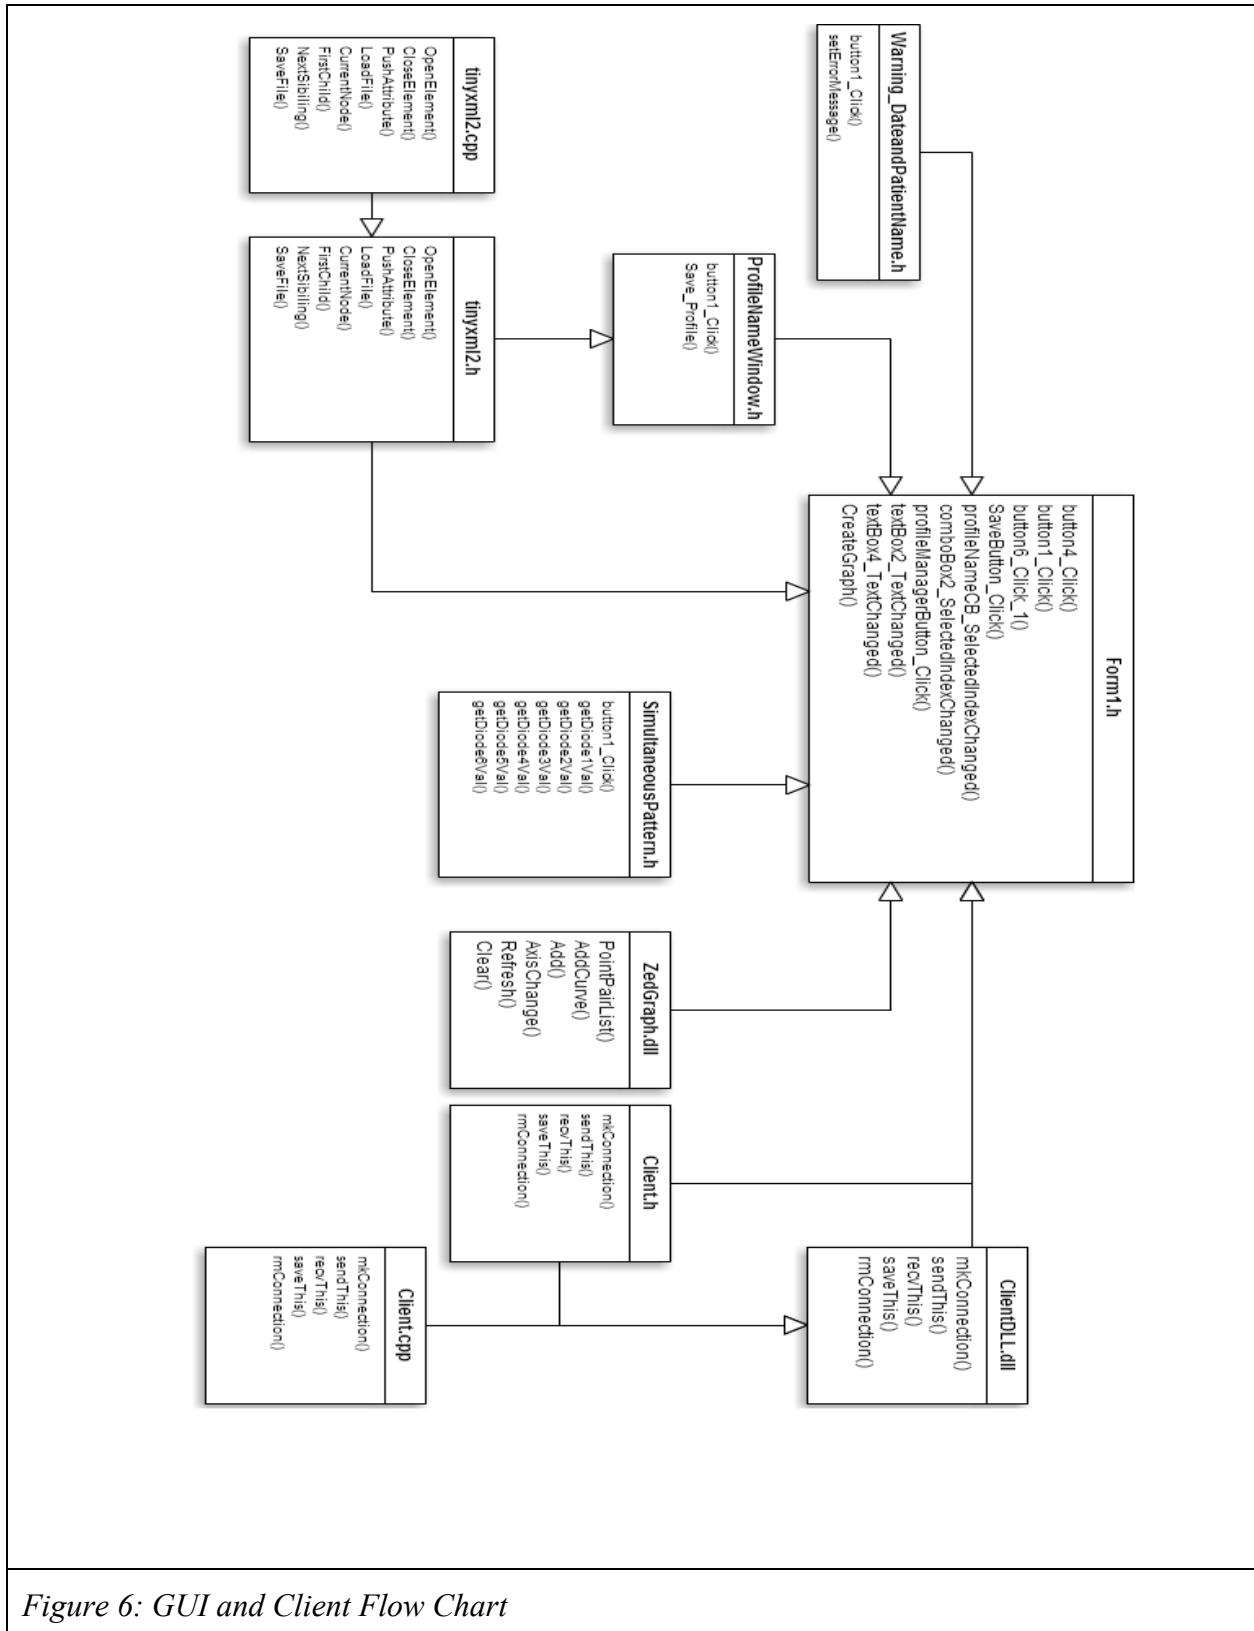 Warning_DateandPatientName.h
button1_Click()
setErrorMessage()
tinyxml2.cpp
OpenElement()
CloseElement()
PushAttribute()
LoadFile()
CurrentNode()
FirstChild()
NextSibiling()
SaveFile()
tinyxml2.h
OpenElement()
CloseElement()
PushAttribute()
LoadFile()
CurrentNode()
FirstChild()
NextSibiling()
SaveFile()
ProfileNameWindow.h
button1_Click()
Save_Profile()
Form1.h
button4_Click()
button1_Click()
button6_Click_1()
SaveButton_Click()
profileNameCB_SelectedIndexChanged()
comboBox2_SelectedIndexChanged()
profileManagerButton_Click()
textBox2_TextChanged()
textBox4_TextChanged()
CreateGraph()
SimultaneousPattern.h
button1_Click()
getDiode1Val()
getDiode2Val()
getDiode3Val()
getDiode4Val()
getDiode5Val()
getDiode6Val()
ZedGraph.dll
PointPairList()
AddCurve()
Add()
AxisChange()
Refresh()
Clear()
Client.h
mkConnection()
sendThis()
recvThis()
saveThis()
rmConnection()
ClientDLL.dll
mkConnection()
sendThis()
recvThis()
saveThis()
rmConnection()
Client.cpp
mkConnection()
sendThis()
recvThis()
saveThis()
rmConnection()
Figure 6: GUI and Client Flow Chart